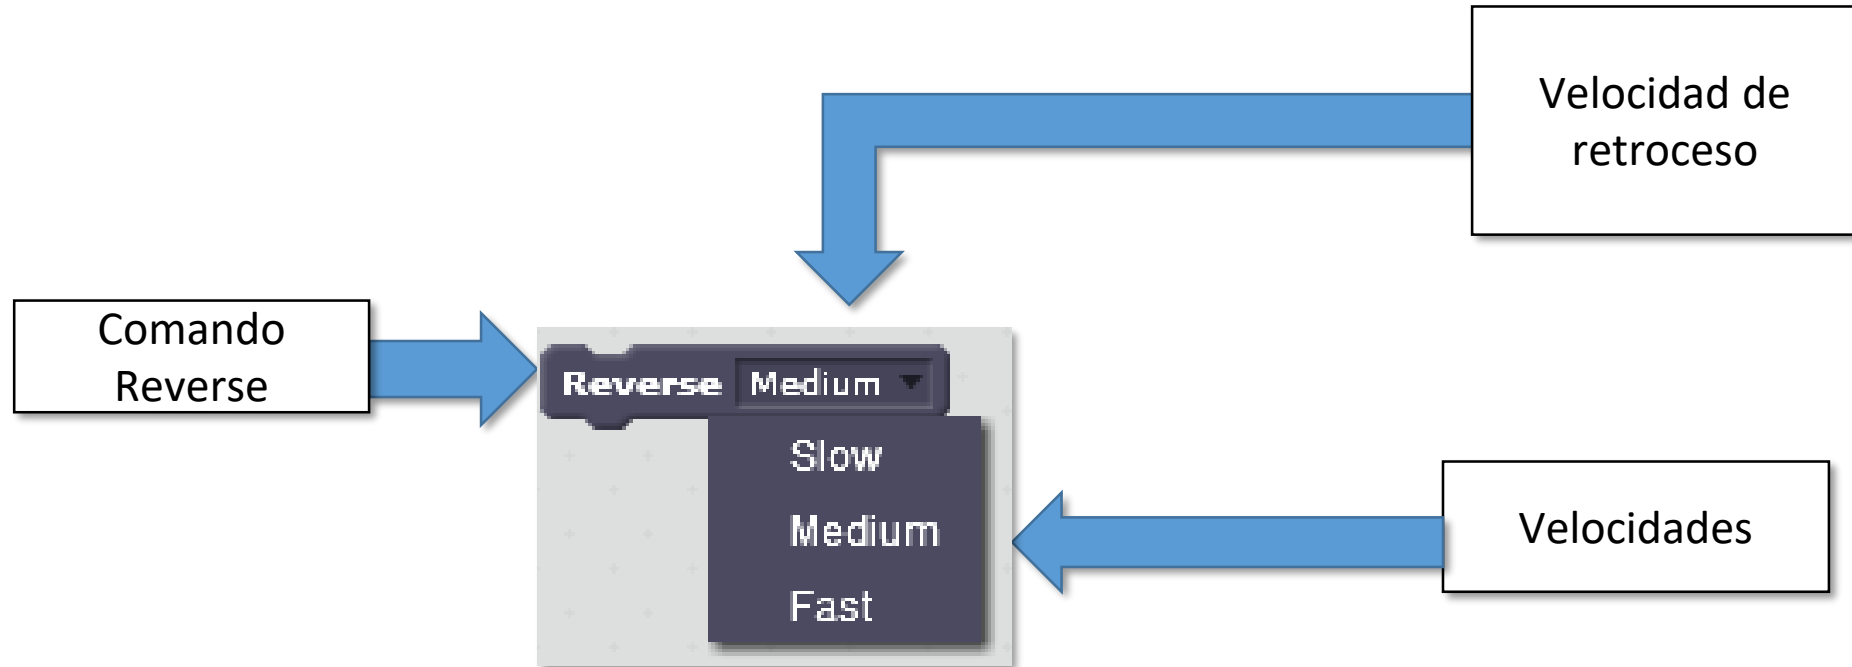 Velocidad de
retroceso
Comando
Reverse
Reverse Medium
Slow
Medium
Fast
Velocidades